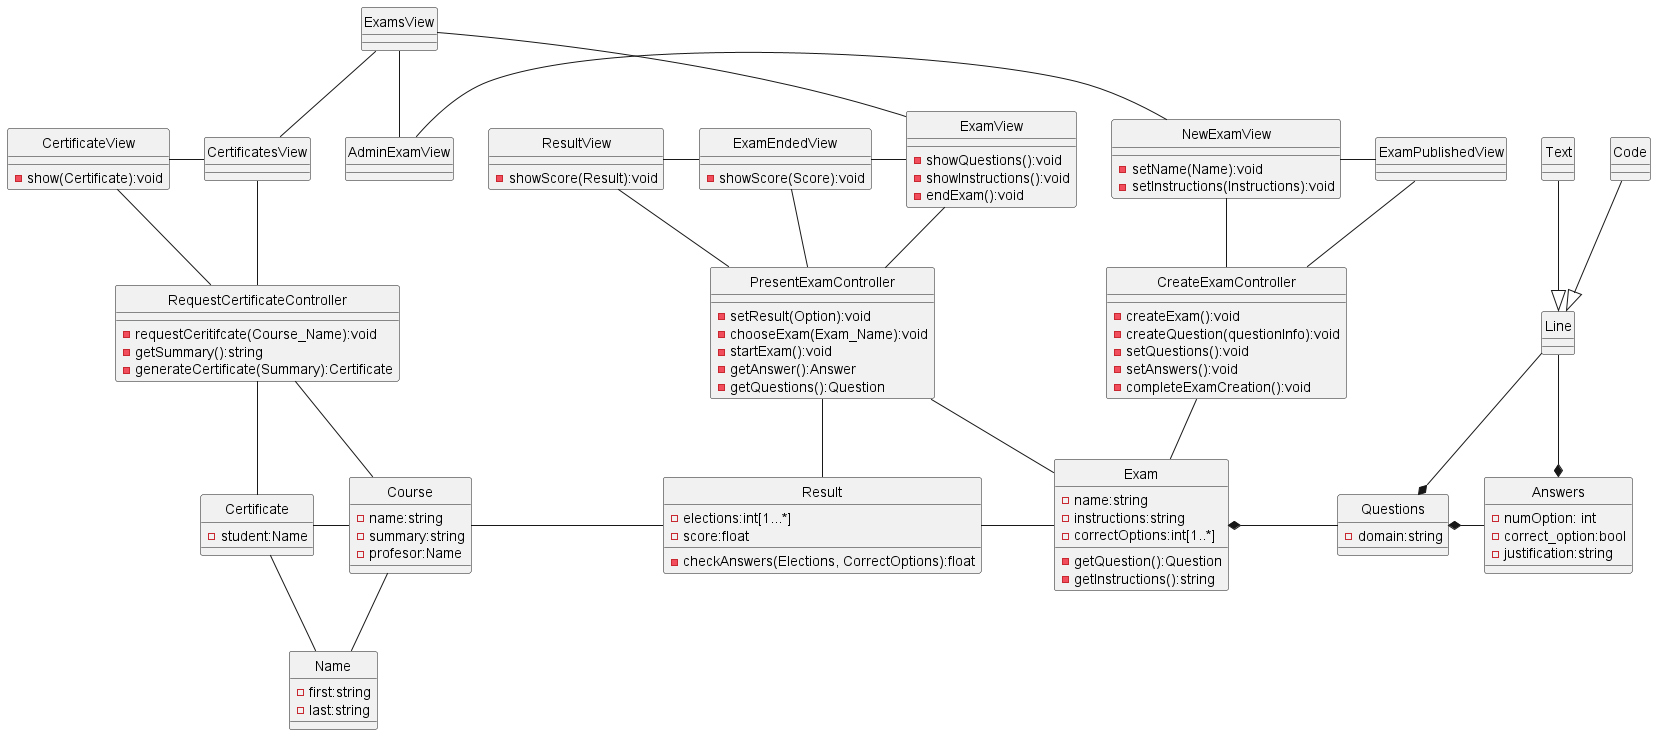 ExamsView
CertificateView
show(Certificate):void
CertificatesView
AdminExamView
ResultView
showScore(Result):void
ExamEndedView
showScore(Score):void
ExamView
showQuestions():void
showInstructions():void
endExam():void
NewExamView
setName(Name):void
setInstructions(Instructions):void
ExamPublishedView
Text
Code
RequestCertificateController
requestCeritifcate(Course_Name):void
getSummary():string
generateCertificate(Summary):Certificate
PresentExamController
setResult(Option):void
chooseExam(Exam_Name):void
startExam():void
getAnswer():Answer
getQuestions():Question
CreateExamController
createExam():void
createQuestion(questionInfo):void
setQuestions():void
setAnswers():void
completeExamCreation():void
Line
Certificate
student:Name
Course
name:string
summary:string
profesor:Name
Result
elections:int[1...*]
score:float
checkAnswers(Elections, CorrectOptions):float
Exam
name:string
instructions:string
correctOptions:int[1..*]
getQuestion():Question
getInstructions():string
Questions
domain:string
Answers
numOption: int
correct_option:bool
justification:string
Name
first:string
last:string